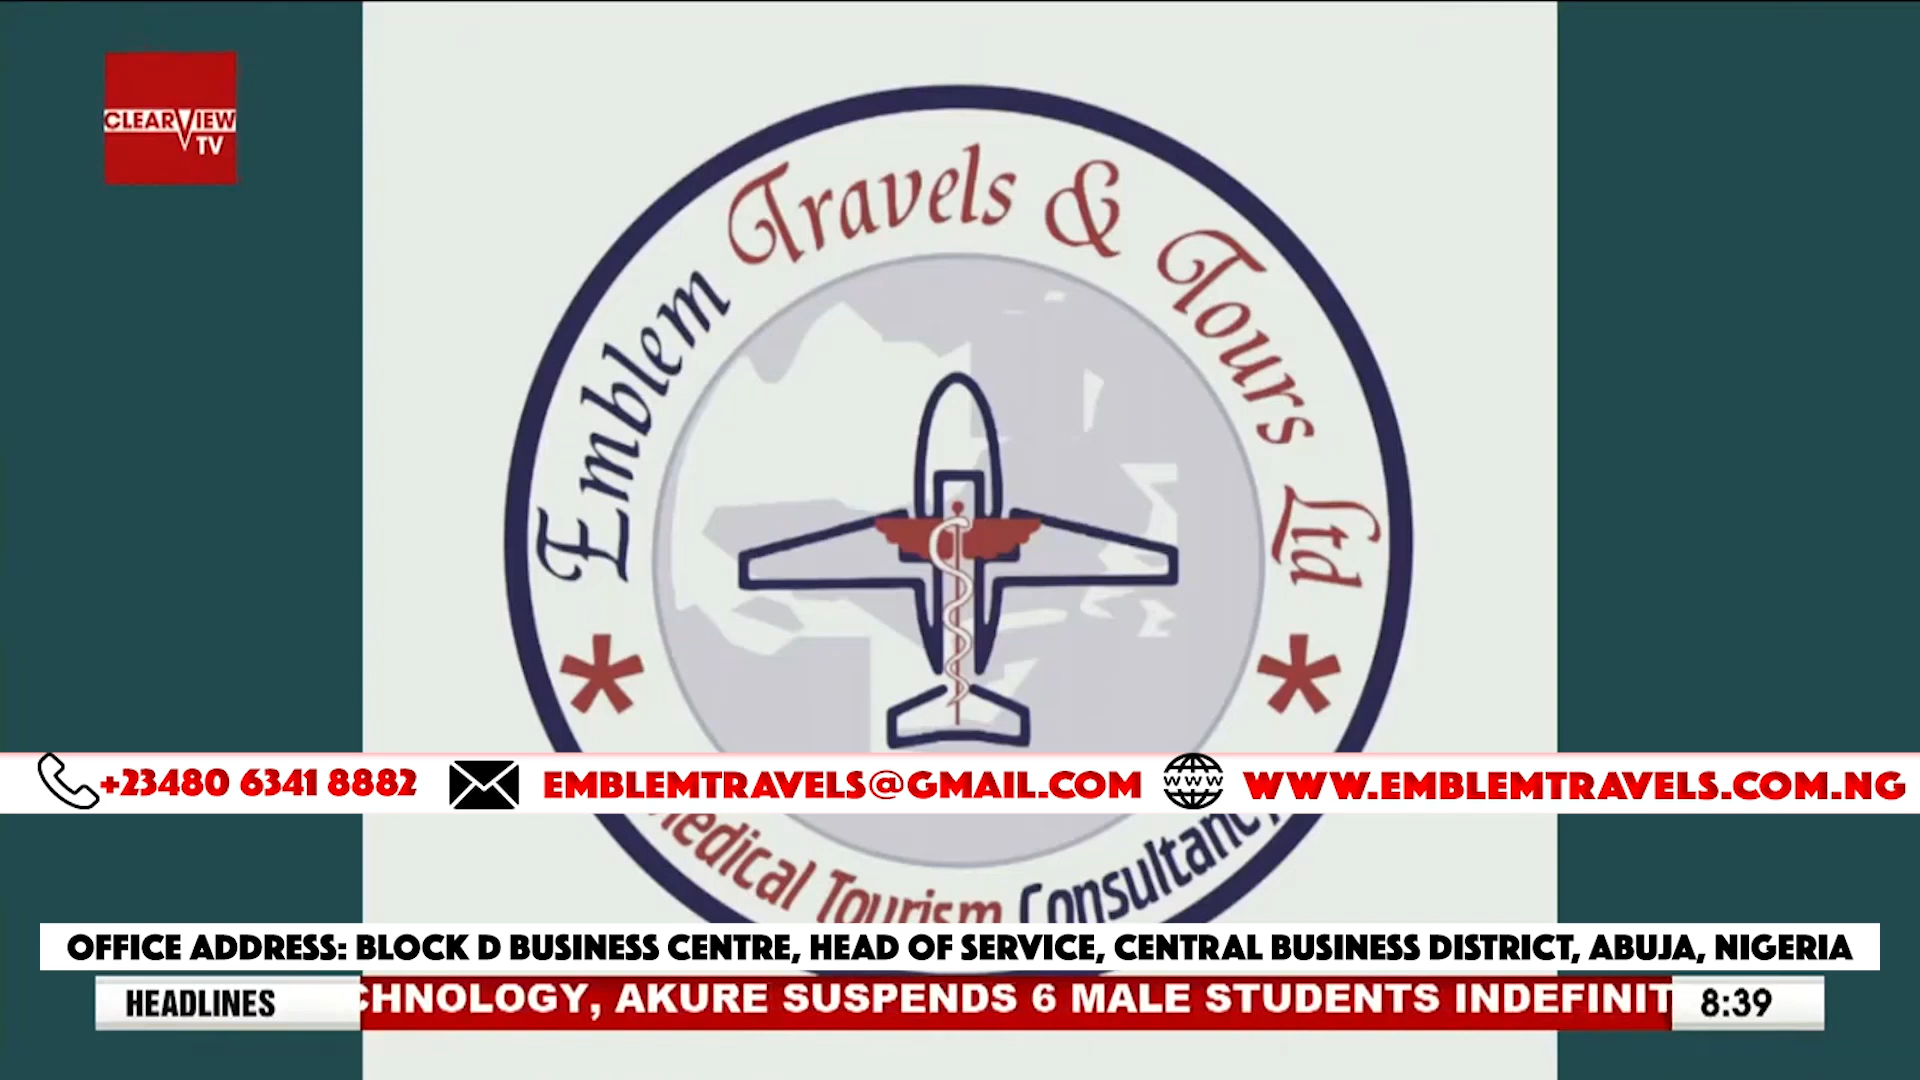 CLEARVIEW
TV
Emblem Travels & Tours Ltd
+23480 6341 8882
EMBLEMTRAVELS@GMAIL.COM
WWW
WWW.EMBLEMTRAVELS.COM.NG
Tourism
OFFICE ADDRESS: BLOCK D BUSINESS CENTRE, HEAD OF SERVICE, CENTRAL BUSINESS DISTRICT, ABUJA, NIGERIA
HEADLINES
CHNOLOGY, AKURE SUSPENDS 6 MALE STUDENTS INDEFINIT
8:39